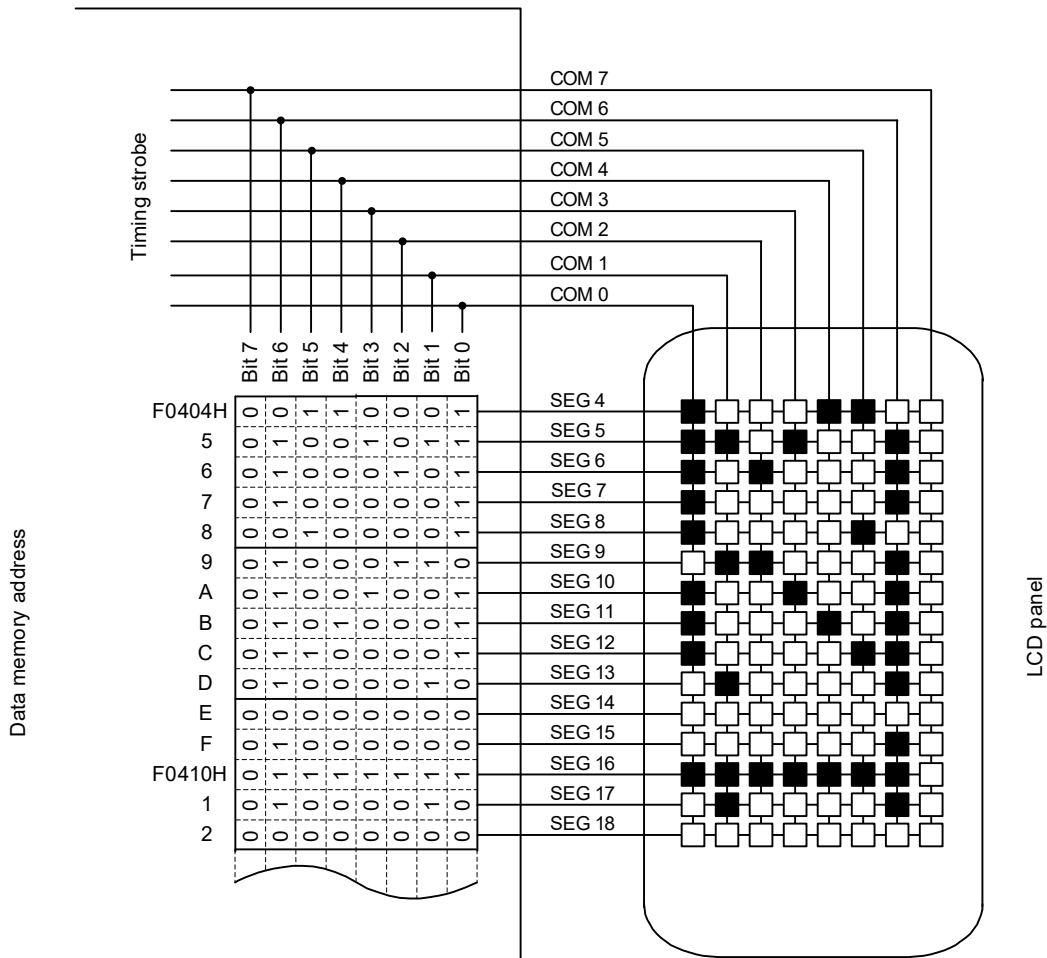 COM 7
COM 6
COM 5
COM 4
COM 3
COM 2
COM 1
COM 0
Timing strobe
Bit 7 Bit 6 Bit 5 Bit 4 Bit 3 Bit 2 Bit 1 Bit 0
F0404H 0 0 1 1 0 0 0 1 SEG 4
5 0 1 0 0 1 0 1 1 SEG 5
6 0 1 0 0 0 1 0 1 SEG 6
7 0 1 0 0 0 0 0 1 SEG 7
8 0 1 1 0 0 0 0 1 SEG 8
9 0 1 0 0 0 1 1 0 SEG 9
A 0 1 0 0 1 0 0 1 SEG 10
B 0 1 0 1 0 0 0 1 SEG 11
C 0 1 1 0 0 0 0 1 SEG 12
D 0 1 0 0 0 0 1 0 SEG 13
E 0 0 0 0 0 0 0 0 SEG 14
F 0 1 0 0 0 0 0 0 SEG 15
F0410H 0 1 1 1 1 1 1 1 SEG 16
1 0 1 0 0 0 0 1 0 SEG 17
2 0 0 0 0 0 0 0 0 SEG 18
Data memory address
LCD panel